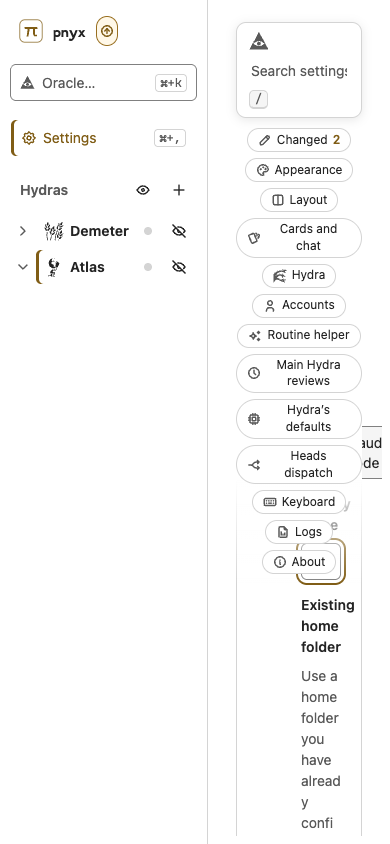 pnyx
Oracle...
⌘+k
Settings
⌘+,
Hydras
Demeter
Atlas
Search settings
/
Changed 2
Appearance
Layout
Cards and
chat
Hydra
Accounts
Routine helper
Main Hydra
reviews
Hydra's
defaults
Heads
dispatch
Keyboard
Logs
About
Existing
home
folder
Use a
home
folder
you
have
alread
y
confi